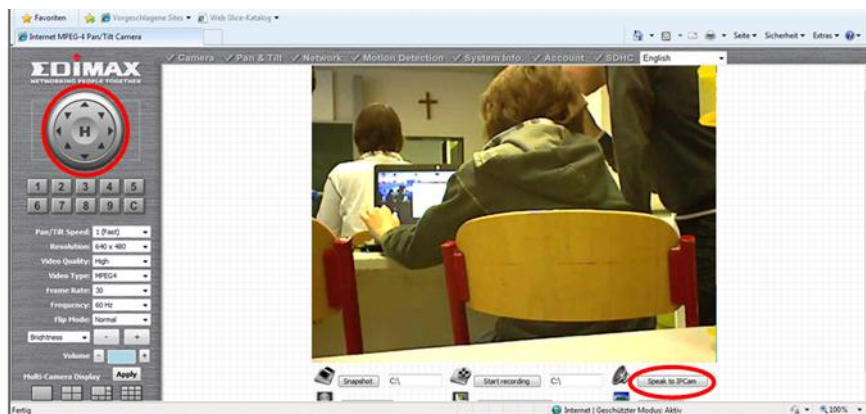 Favoriten Vorgeschlagene Sites Web Slice-Katalog
Internet MPEG-4 Pan/Tilt Camera Seite Sicherheit Extras
EDIMAX
NETWORKING PEOPLE TOGETHER
Camera Pan & Tilt Network Motion Detection System Info. Account SDHC English
H
1 2 3 4 5
6 7 8 9 C
Pan/Tilt Speed: 1 (Fast)
Resolution: 640 x 480
Video Quality: High
Video Type: MPEG4
Frame Rate: 30
Frequency: 60 Hz
Flip Mode: Normal
Brightness - +
Volume - +
Multi-Camera Display Apply
Snapshot C:\ Start recording C:\ Speak to IPCam
Fertig Internet | Geschützter Modus: Aktiv 100%